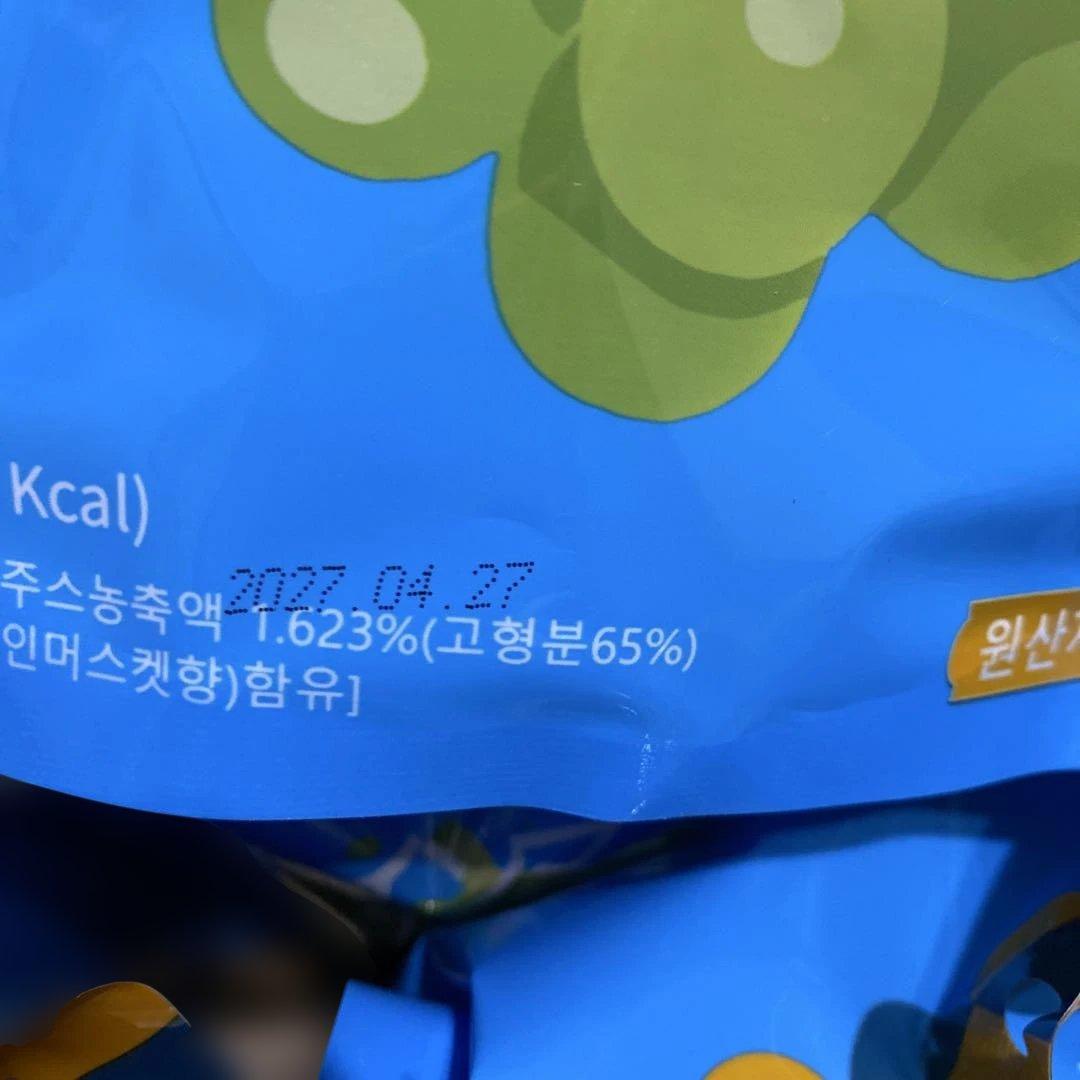 Kcal)
2027.04.27
주스농축액 1.623%(고형분65%)
인머스켓향)함유]
원산